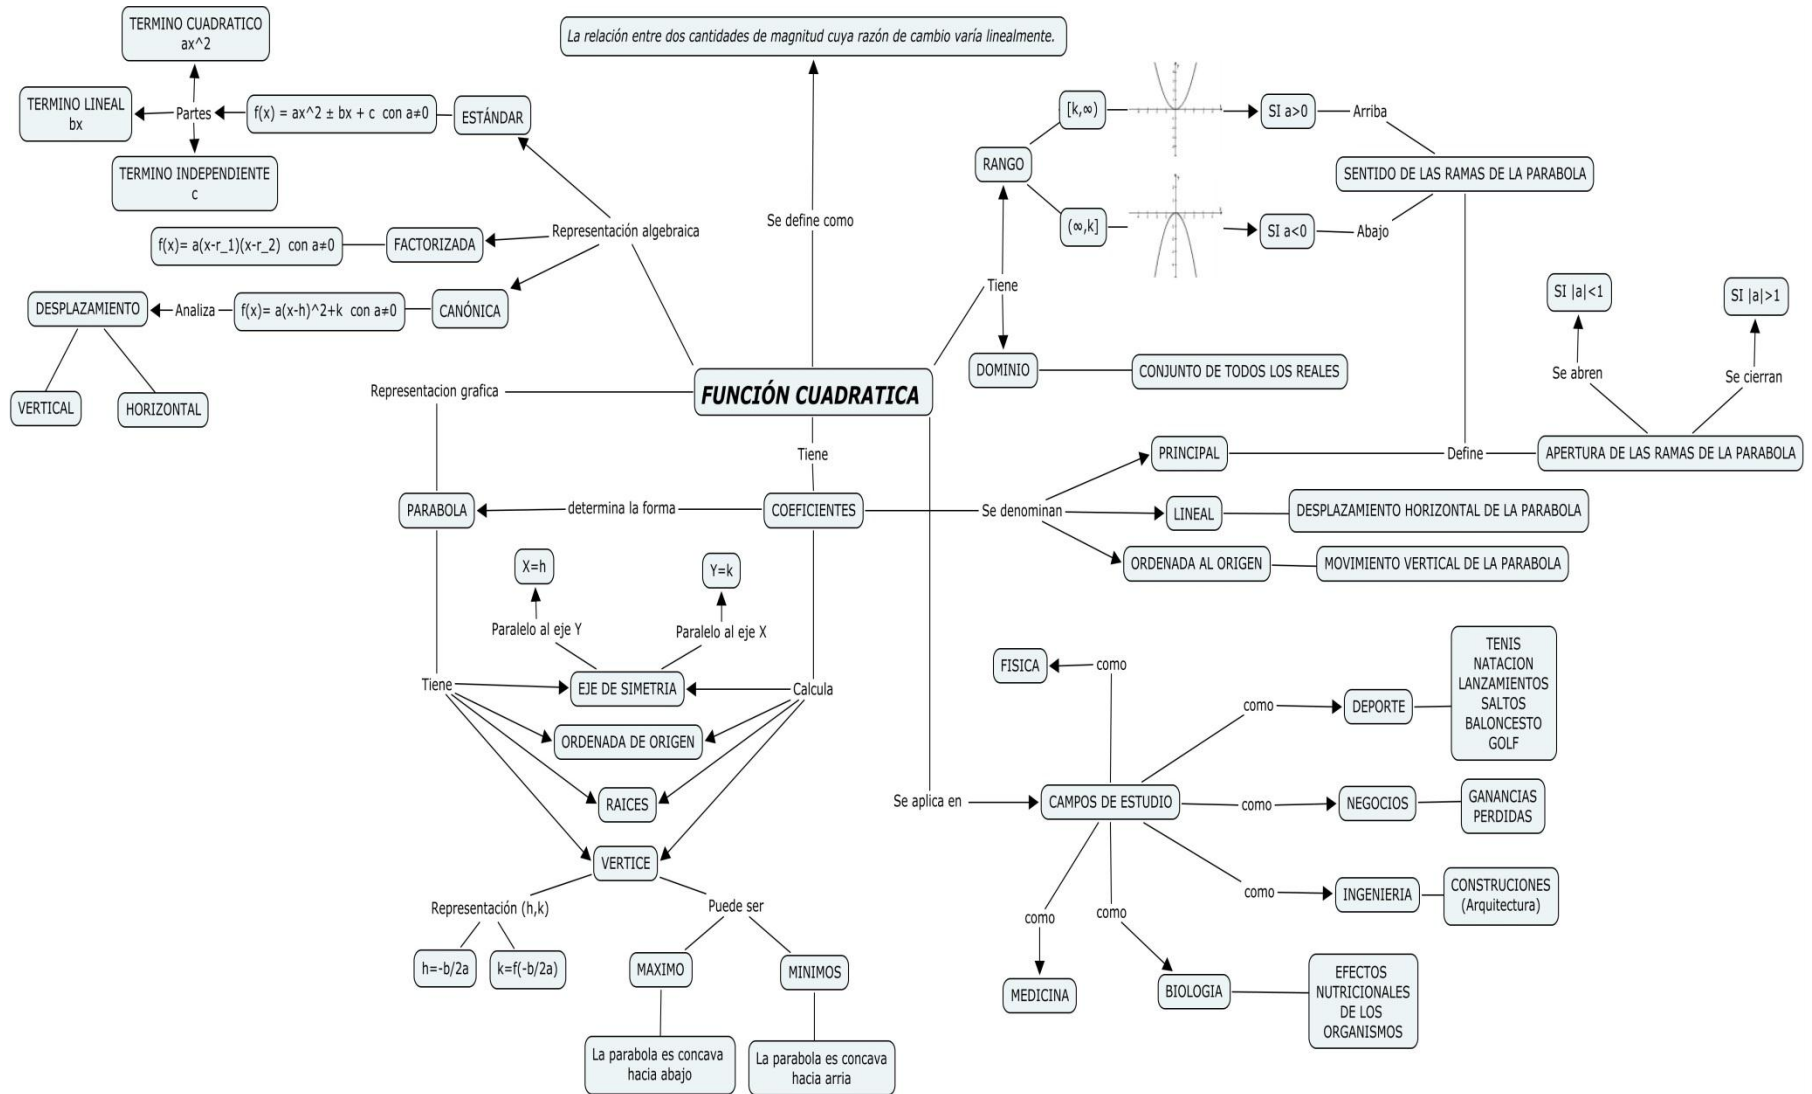 La relación entre dos cantidades de magnitud cuya razón de cambio varía linealmente.
Se define como
FUNCIÓN CUADRATICA
Representación algebraica
ESTÁNDAR
f(x) = ax^2 ± bx + c con a≠0
Partes
TERMINO CUADRATICO
ax^2
TERMINO LINEAL
bx
TERMINO INDEPENDIENTE
c
FACTORIZADA
f(x)= a(x-r_1)(x-r_2) con a≠0
CANÓNICA
f(x)= a(x-h)^2+k con a≠0
Analiza
DESPLAZAMIENTO
VERTICAL
HORIZONTAL
Tiene
RANGO
[k,∞)
SI a>0
Arriba
(∞,k]
SI a<0
Abajo
SENTIDO DE LAS RAMAS DE LA PARABOLA
DOMINIO
CONJUNTO DE TODOS LOS REALES
SI |a|<1
SI |a|>1
Se abren
Se cierran
APERTURA DE LAS RAMAS DE LA PARABOLA
Define
Representacion grafica
PARABOLA
determina la forma
Tiene
COEFICIENTES
Se denominan
PRINCIPAL
LINEAL
DESPLAZAMIENTO HORIZONTAL DE LA PARABOLA
ORDENADA AL ORIGEN
MOVIMIENTO VERTICAL DE LA PARABOLA
X=h
Y=k
Paralelo al eje Y
Paralelo al eje X
Tiene
EJE DE SIMETRIA
Calcula
ORDENADA DE ORIGEN
RAICES
VERTICE
Representación (h,k)
h=-b/2a
k=f(-b/2a)
Puede ser
MAXIMO
MINIMOS
La parabola es concava
hacia abajo
La parabola es concava
hacia arria
Se aplica en
CAMPOS DE ESTUDIO
como
FISICA
como
DEPORTE
TENIS
NATACION
LANZAMIENTOS
SALTOS
BALONCESTO
GOLF
como
NEGOCIOS
GANANCIAS
PERDIDAS
como
INGENIERIA
CONSTRUCIONES
(Arquitectura)
como
BIOLOGIA
EFECTOS
NUTRICIONALES
DE LOS
ORGANISMOS
como
MEDICINA